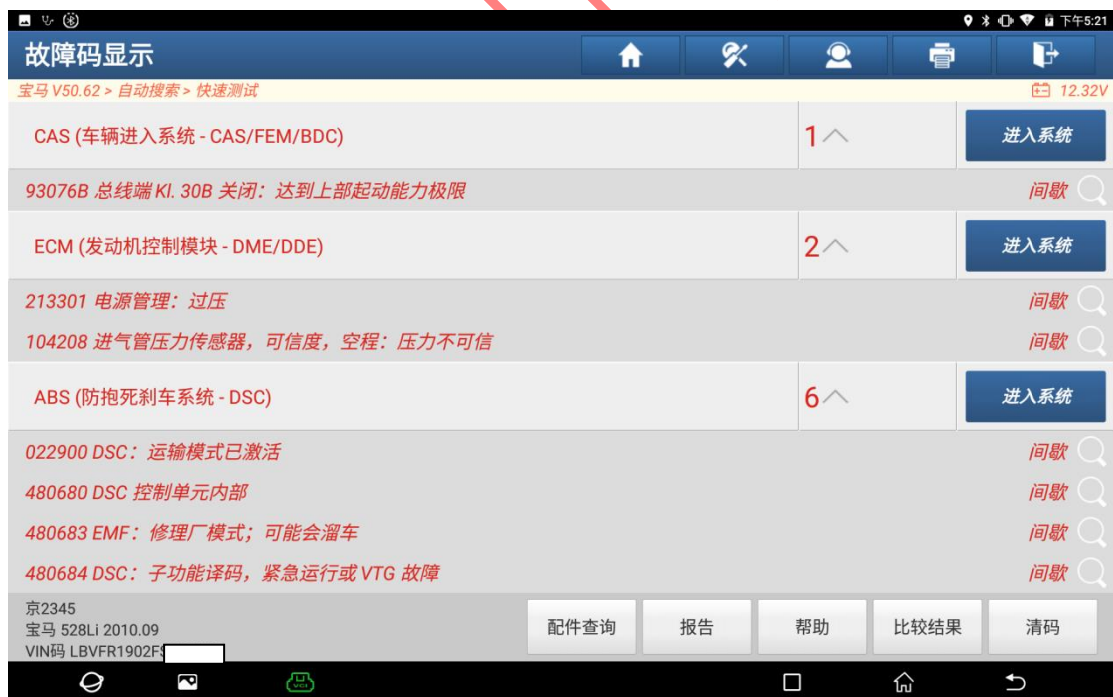 下午5:21
故障码显示
宝马 V50.62 > 自动搜索 > 快速测试 12.32V
CAS (车辆进入系统 - CAS/FEM/BDC) 1 进入系统
93076B 总线端 Kl. 30B 关闭：达到上部起动能力极限 间歇
ECM (发动机控制模块 - DME/DDE) 2 进入系统
213301 电源管理：过压 间歇
104208 进气管压力传感器，可信度，空程：压力不可信 间歇
ABS (防抱死刹车系统 - DSC) 6 进入系统
022900 DSC：运输模式已激活 间歇
480680 DSC 控制单元内部 间歇
480683 EMF：修理厂模式；可能会溜车 间歇
480684 DSC：子功能译码，紧急运行或 VTG 故障 间歇
京2345
宝马 528Li 2010.09
VIN码 LBVFR1902F
配件查询 报告 帮助 比较结果 清码
VCI